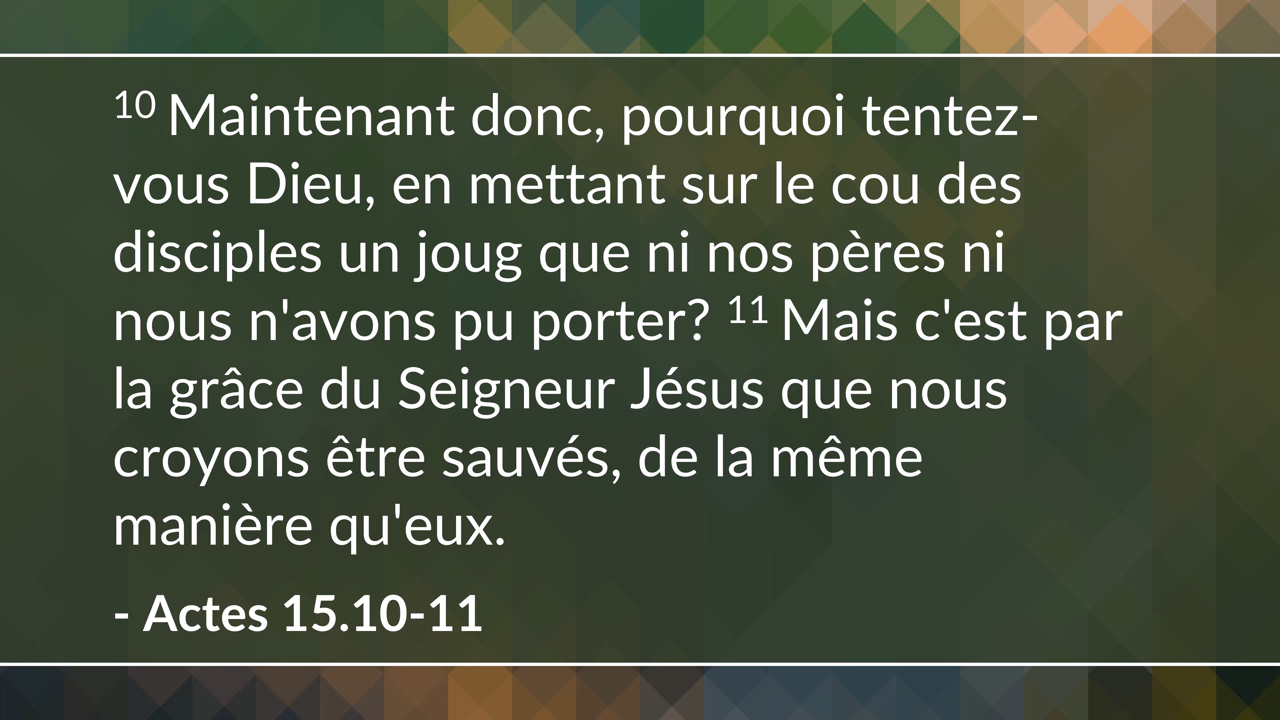 10 Maintenant donc, pourquoi tentez-
vous Dieu, en mettant sur le cou des
disciples un joug que ni nos pères ni
nous n'avons pu porter? 11 Mais c'est par
la grâce du Seigneur Jésus que nous
croyons être sauvés, de la même
manière qu'eux.
- Actes 15.10-11